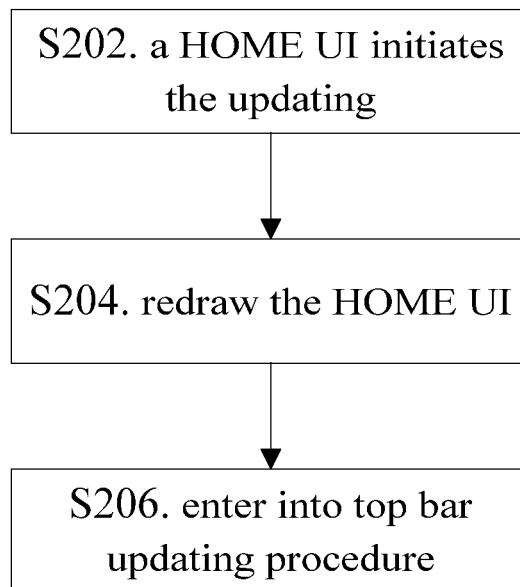 S202. a HOME UI initiates
the updating
S204. redraw the HOME UI
S206. enter into top bar
updating procedure